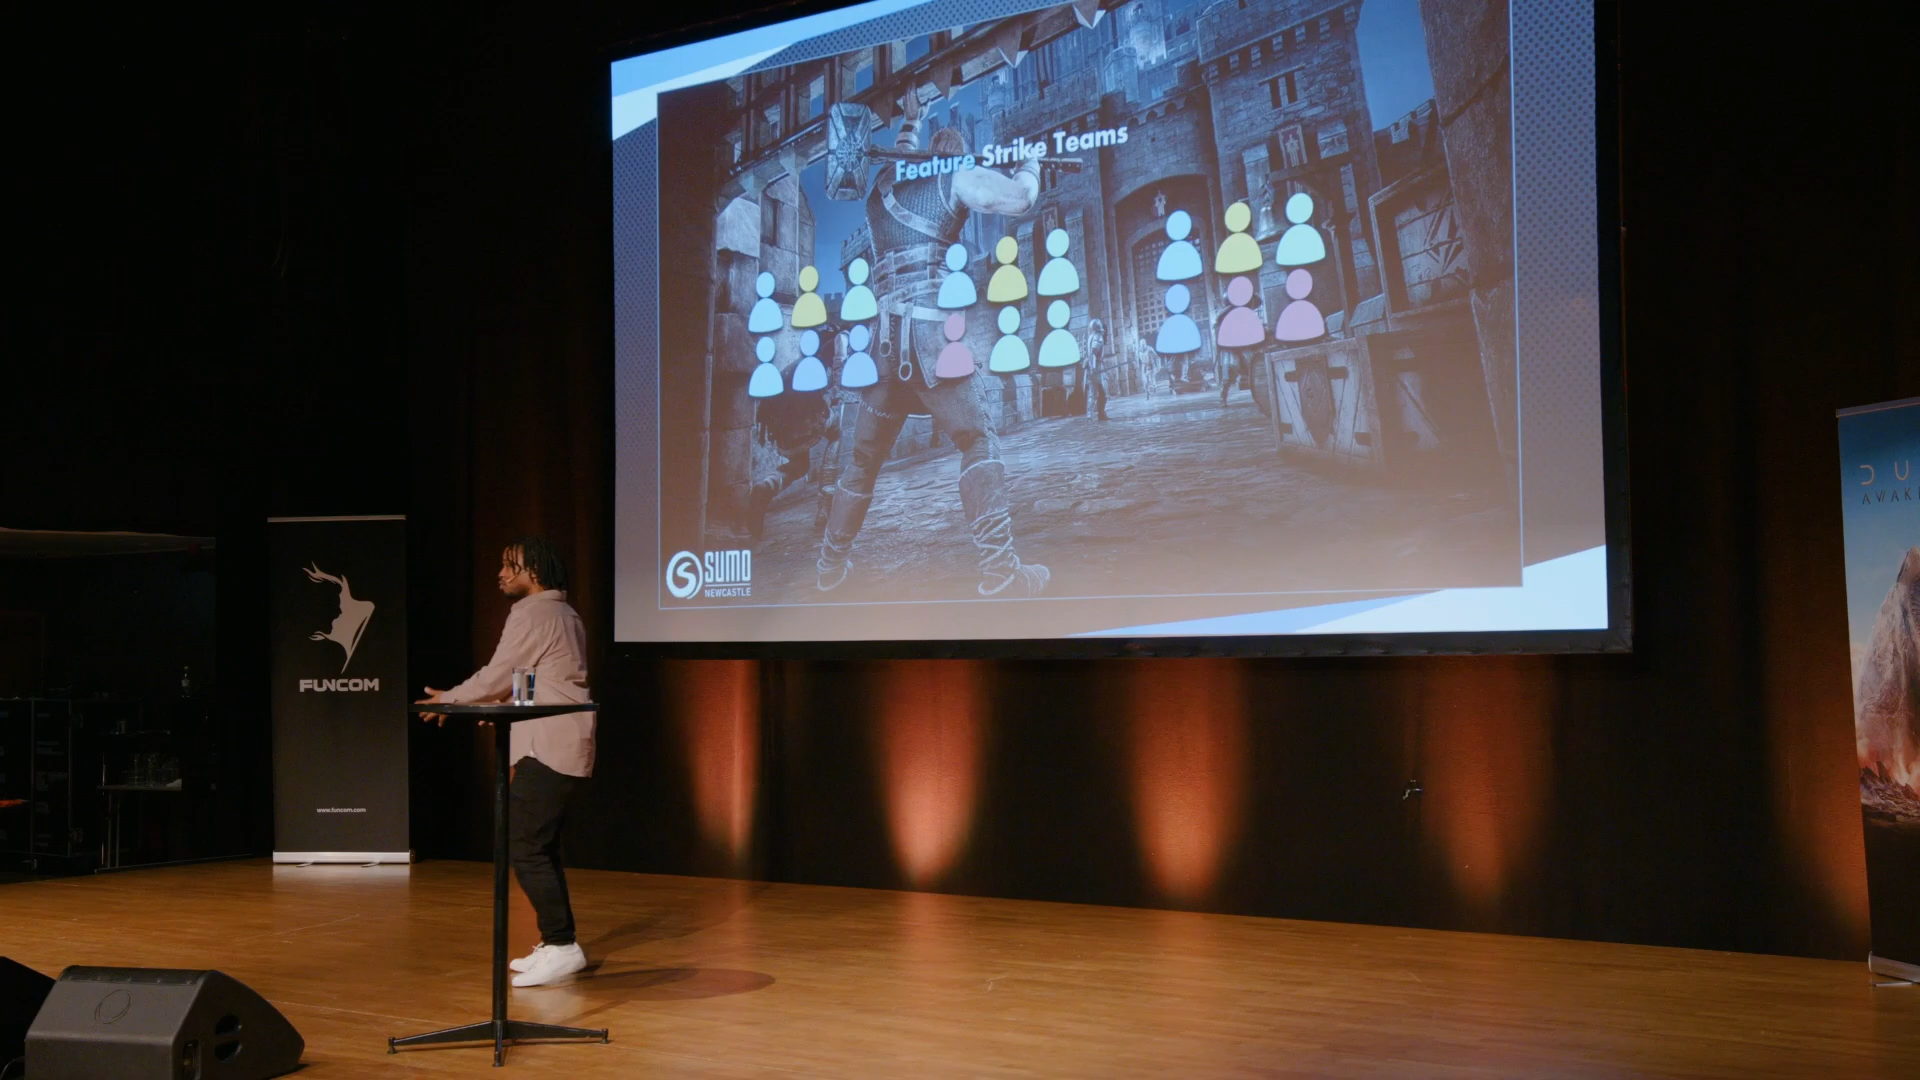 Feature Strike Teams
SUMO
NEWCASTLE
FUNCOM
www.funcom.com
DU
AWAK